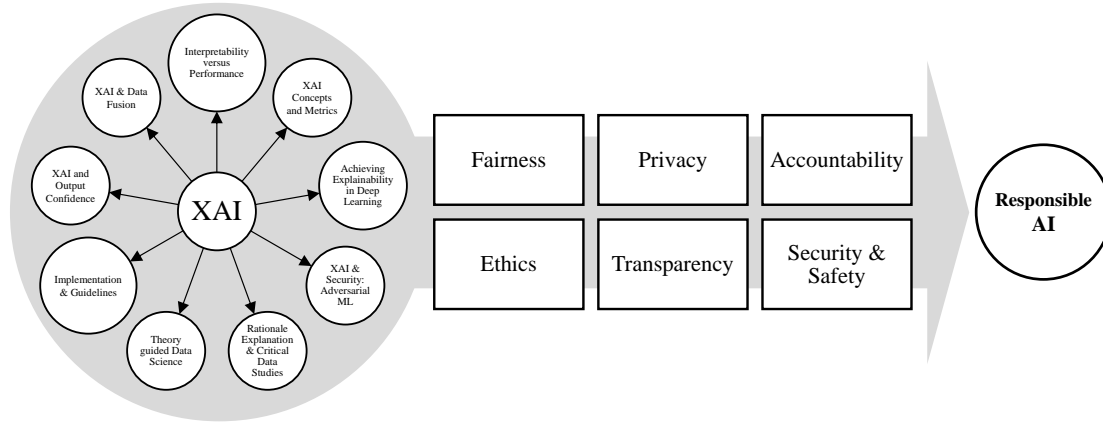 Interpretability
versus
Performance
XAI & Data
Fusion
XAI
Concepts
and Metrics
XAI and
Output
Confidence
Achieving
Explainability
in Deep
Learning
XAI
Implementation
& Guidelines
XAI &
Security:
Adversarial
ML
Theory
guided Data
Science
Rationale
Explanation
& Critical
Data
Studies
Fairness
Privacy
Accountability
Ethics
Transparency
Security &
Safety
Responsible
AI